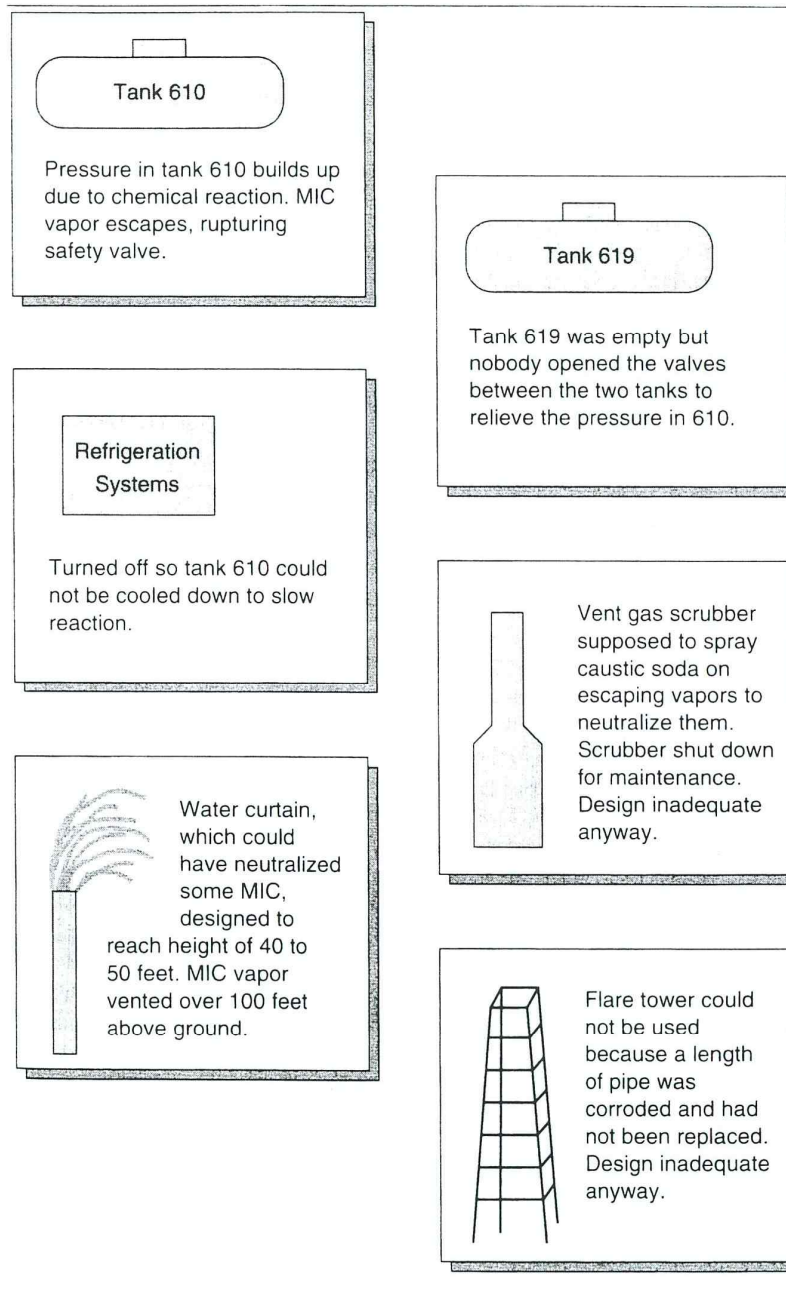 Tank 610
Pressure in tank 610 builds up
due to chemical reaction. MIC
vapor escapes, rupturing
safety valve.
Tank 619
Tank 619 was empty but
nobody opened the valves
between the two tanks to
relieve the pressure in 610.
Refrigeration
Systems
Turned off so tank 610 could
not be cooled down to slow
reaction.
Vent gas scrubber
supposed to spray
caustic soda on
escaping vapors to
neutralize them.
Scrubber shut down
for maintenance.
Design inadequate
anyway.
Water curtain,
which could
have neutralized
some MIC,
designed to
reach height of 40 to
50 feet. MIC vapor
vented over 100 feet
above ground.
Flare tower could
not be used
because a length
of pipe was
corroded and had
not been replaced.
Design inadequate
anyway.